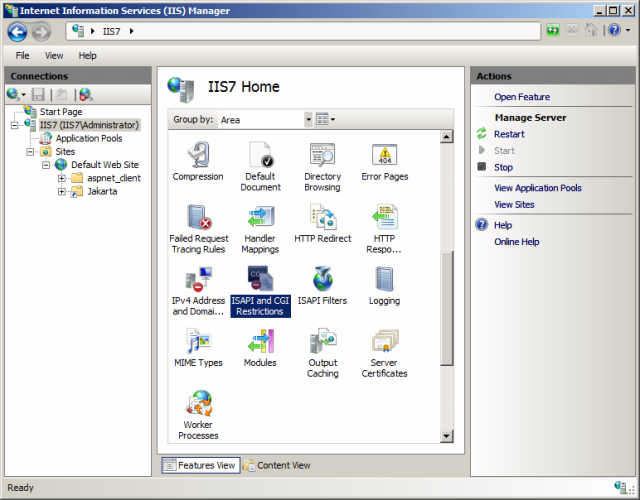 Internet Information Services (IIS) Manager
IIS7
File View Help
Connections
Start Page
IIS7 (IIS7\Administrator)
Application Pools
Sites
Default Web Site
aspnet_client
Jakarta
IIS7 Home
Group by: Area
Compression
Default
Document
Directory
Browsing
404
Error Pages
Failed Request
Tracing Rules
Handler
Mappings
HTTP Redirect
HTTP
Respo...
IPv4 Address
and Domai...
ISAPI and CGI
Restrictions
ISAPI Filters
Logging
MIME Types
Modules
Output
Caching
Server
Certificates
Worker
Processes
Features View Content View
Actions
Open Feature
Manage Server
Restart
Start
Stop
View Application Pools
View Sites
Help
Online Help
Ready